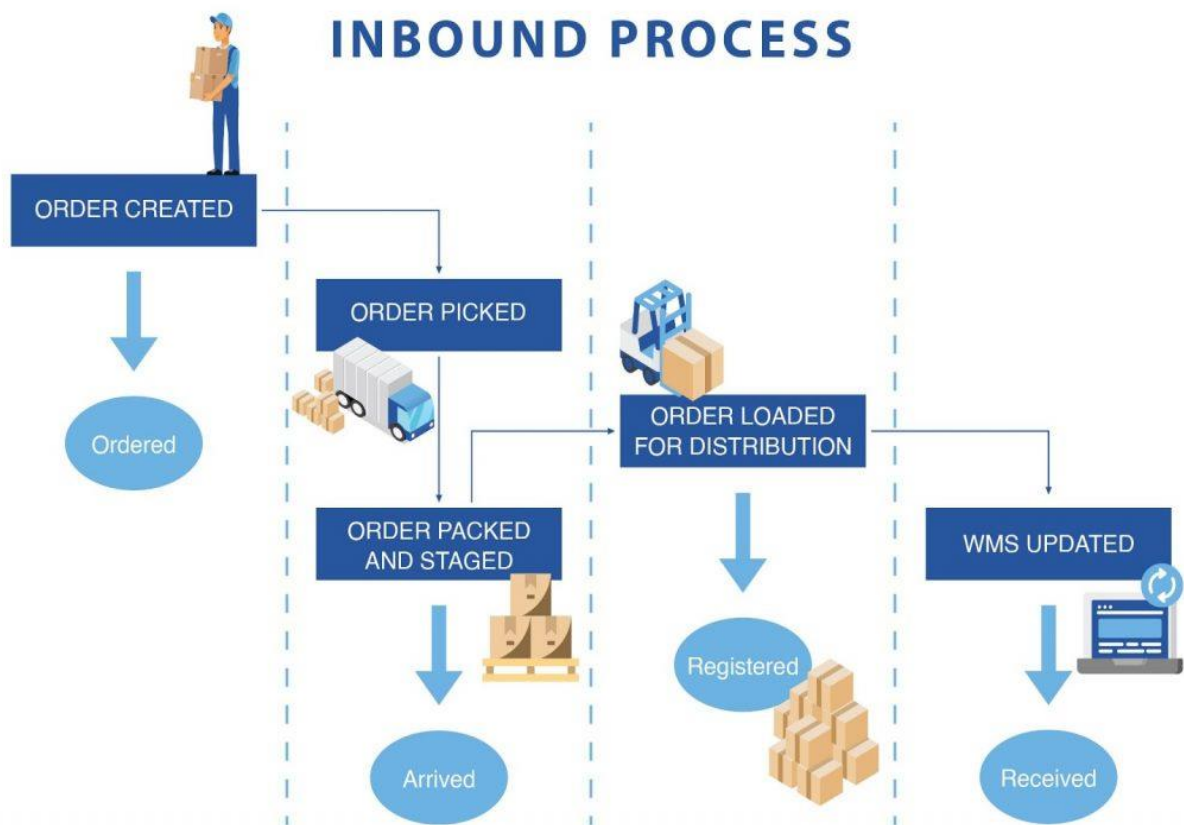 INBOUND PROCESS
ORDER CREATED
Ordered
ORDER PICKED
ORDER PACKED
AND STAGED
Arrived
ORDER LOADED
FOR DISTRIBUTION
Registered
WMS UPDATED
Received